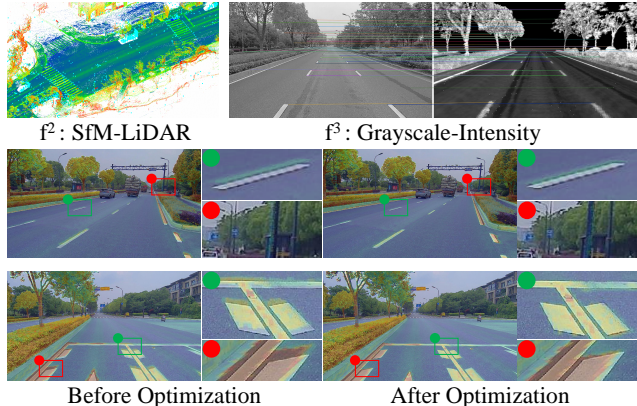 f²: SfM-LiDAR
f³: Grayscale-Intensity
Before Optimization
After Optimization